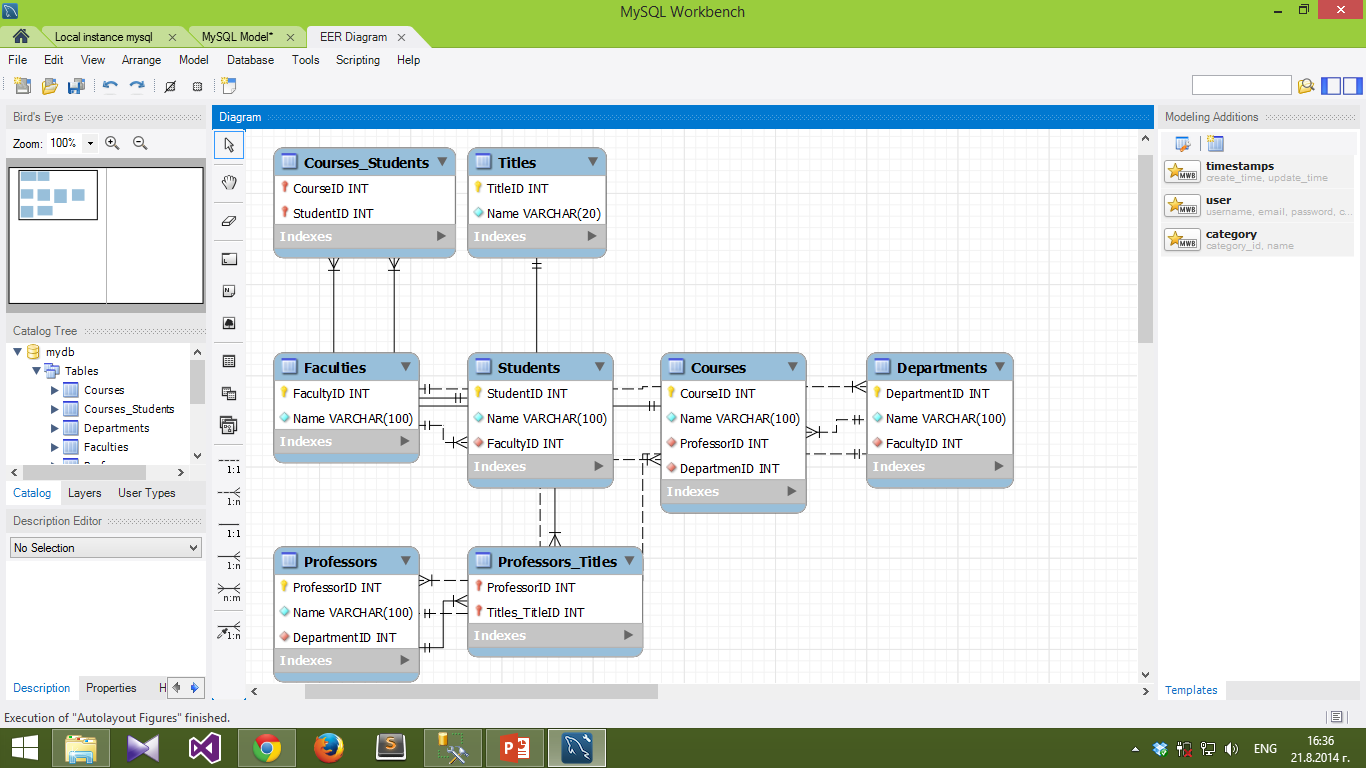 MySQL Workbench
Local instance mysql
MySQL Model*
EER Diagram
File Edit View Arrange Model Database Tools Scripting Help
Bird's Eye
Zoom: 100%
Catalog Tree
mydb
Tables
Courses
Courses_Students
Departments
Faculties
Catalog Layers User Types
Description Editor
No Selection
Description Properties H
Diagram
1:1
1:n
1:1
1:n
n:m
1:n
Courses_Students
CourseID INT
StudentID INT
Indexes
Titles
TitleID INT
Name VARCHAR(20)
Indexes
Faculties
FacultyID INT
Name VARCHAR(100)
Indexes
Students
StudentID INT
Name VARCHAR(100)
FacultyID INT
Indexes
Courses
CourseID INT
Name VARCHAR(100)
ProfessorID INT
DepartmenID INT
Indexes
Departments
DepartmentID INT
Name VARCHAR(100)
FacultyID INT
Indexes
Professors
ProfessorID INT
Name VARCHAR(100)
DepartmentID INT
Indexes
Professors_Titles
ProfessorID INT
Titles_TitleID INT
Indexes
Modeling Additions
MWB
timestamps
create_time, update_time
MWB
user
username, email, password, c...
MWB
category
category_id, name
Templates
Execution of "Autolayout Figures" finished.
ENG
16:36
21.8.2014 г.